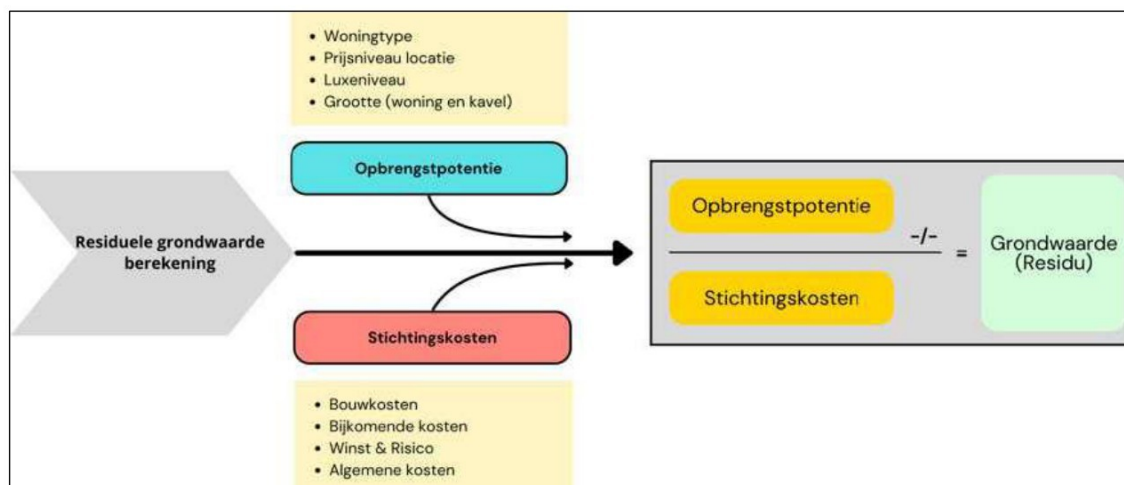 • Woningtype
• Prijsniveau locatie
• Luxeniveau
• Grootte (woning en kavel)
Opbrengstpotentie
Residuele grondwaarde
berekening
Stichtingskosten
• Bouwkosten
• Bijkomende kosten
• Winst & Risico
• Algemene kosten
Opbrengstpotentie
-/-
Stichtingskosten
=
Grondwaarde
(Residu)